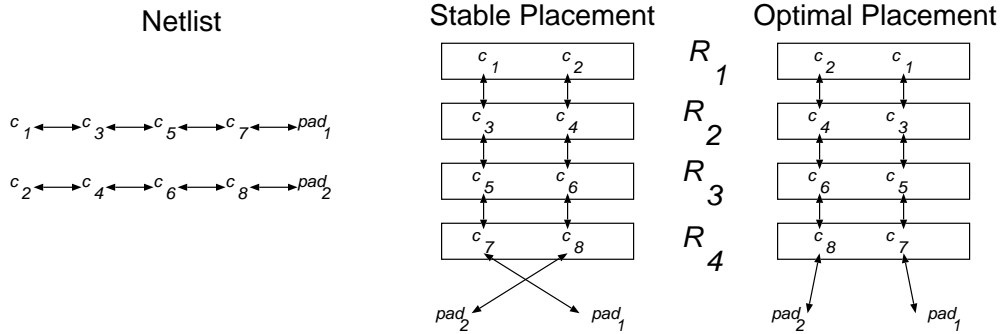 Netlist
Stable Placement
Optimal Placement
c1 c3 c5 c7 pad1
c2 c4 c6 c8 pad2
c1 c2
c3 c4
c5 c6
c7 c8
pad2 pad1
R1
R2
R3
R4
c2 c1
c4 c3
c6 c5
c8 c7
pad2 pad1